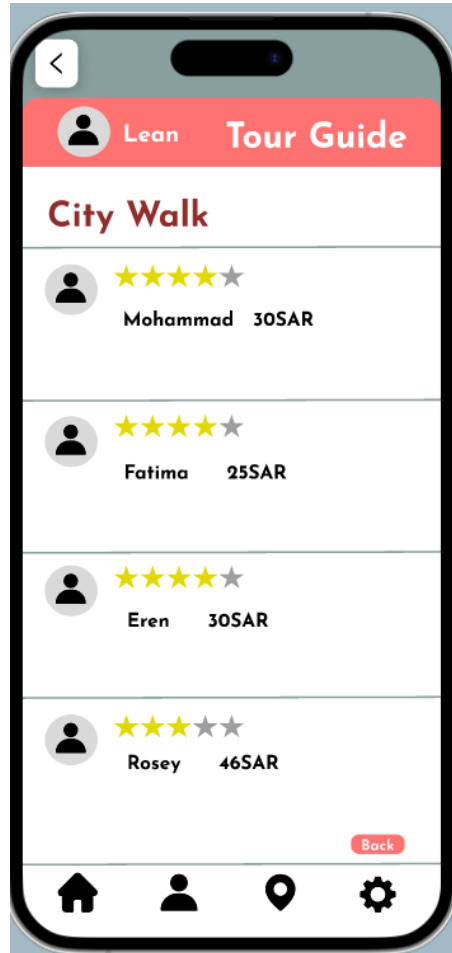 Lean Tour Guide
City Walk
Mohammad 30SAR
Fatima 25SAR
Eren 30SAR
Rosey 46SAR
Back